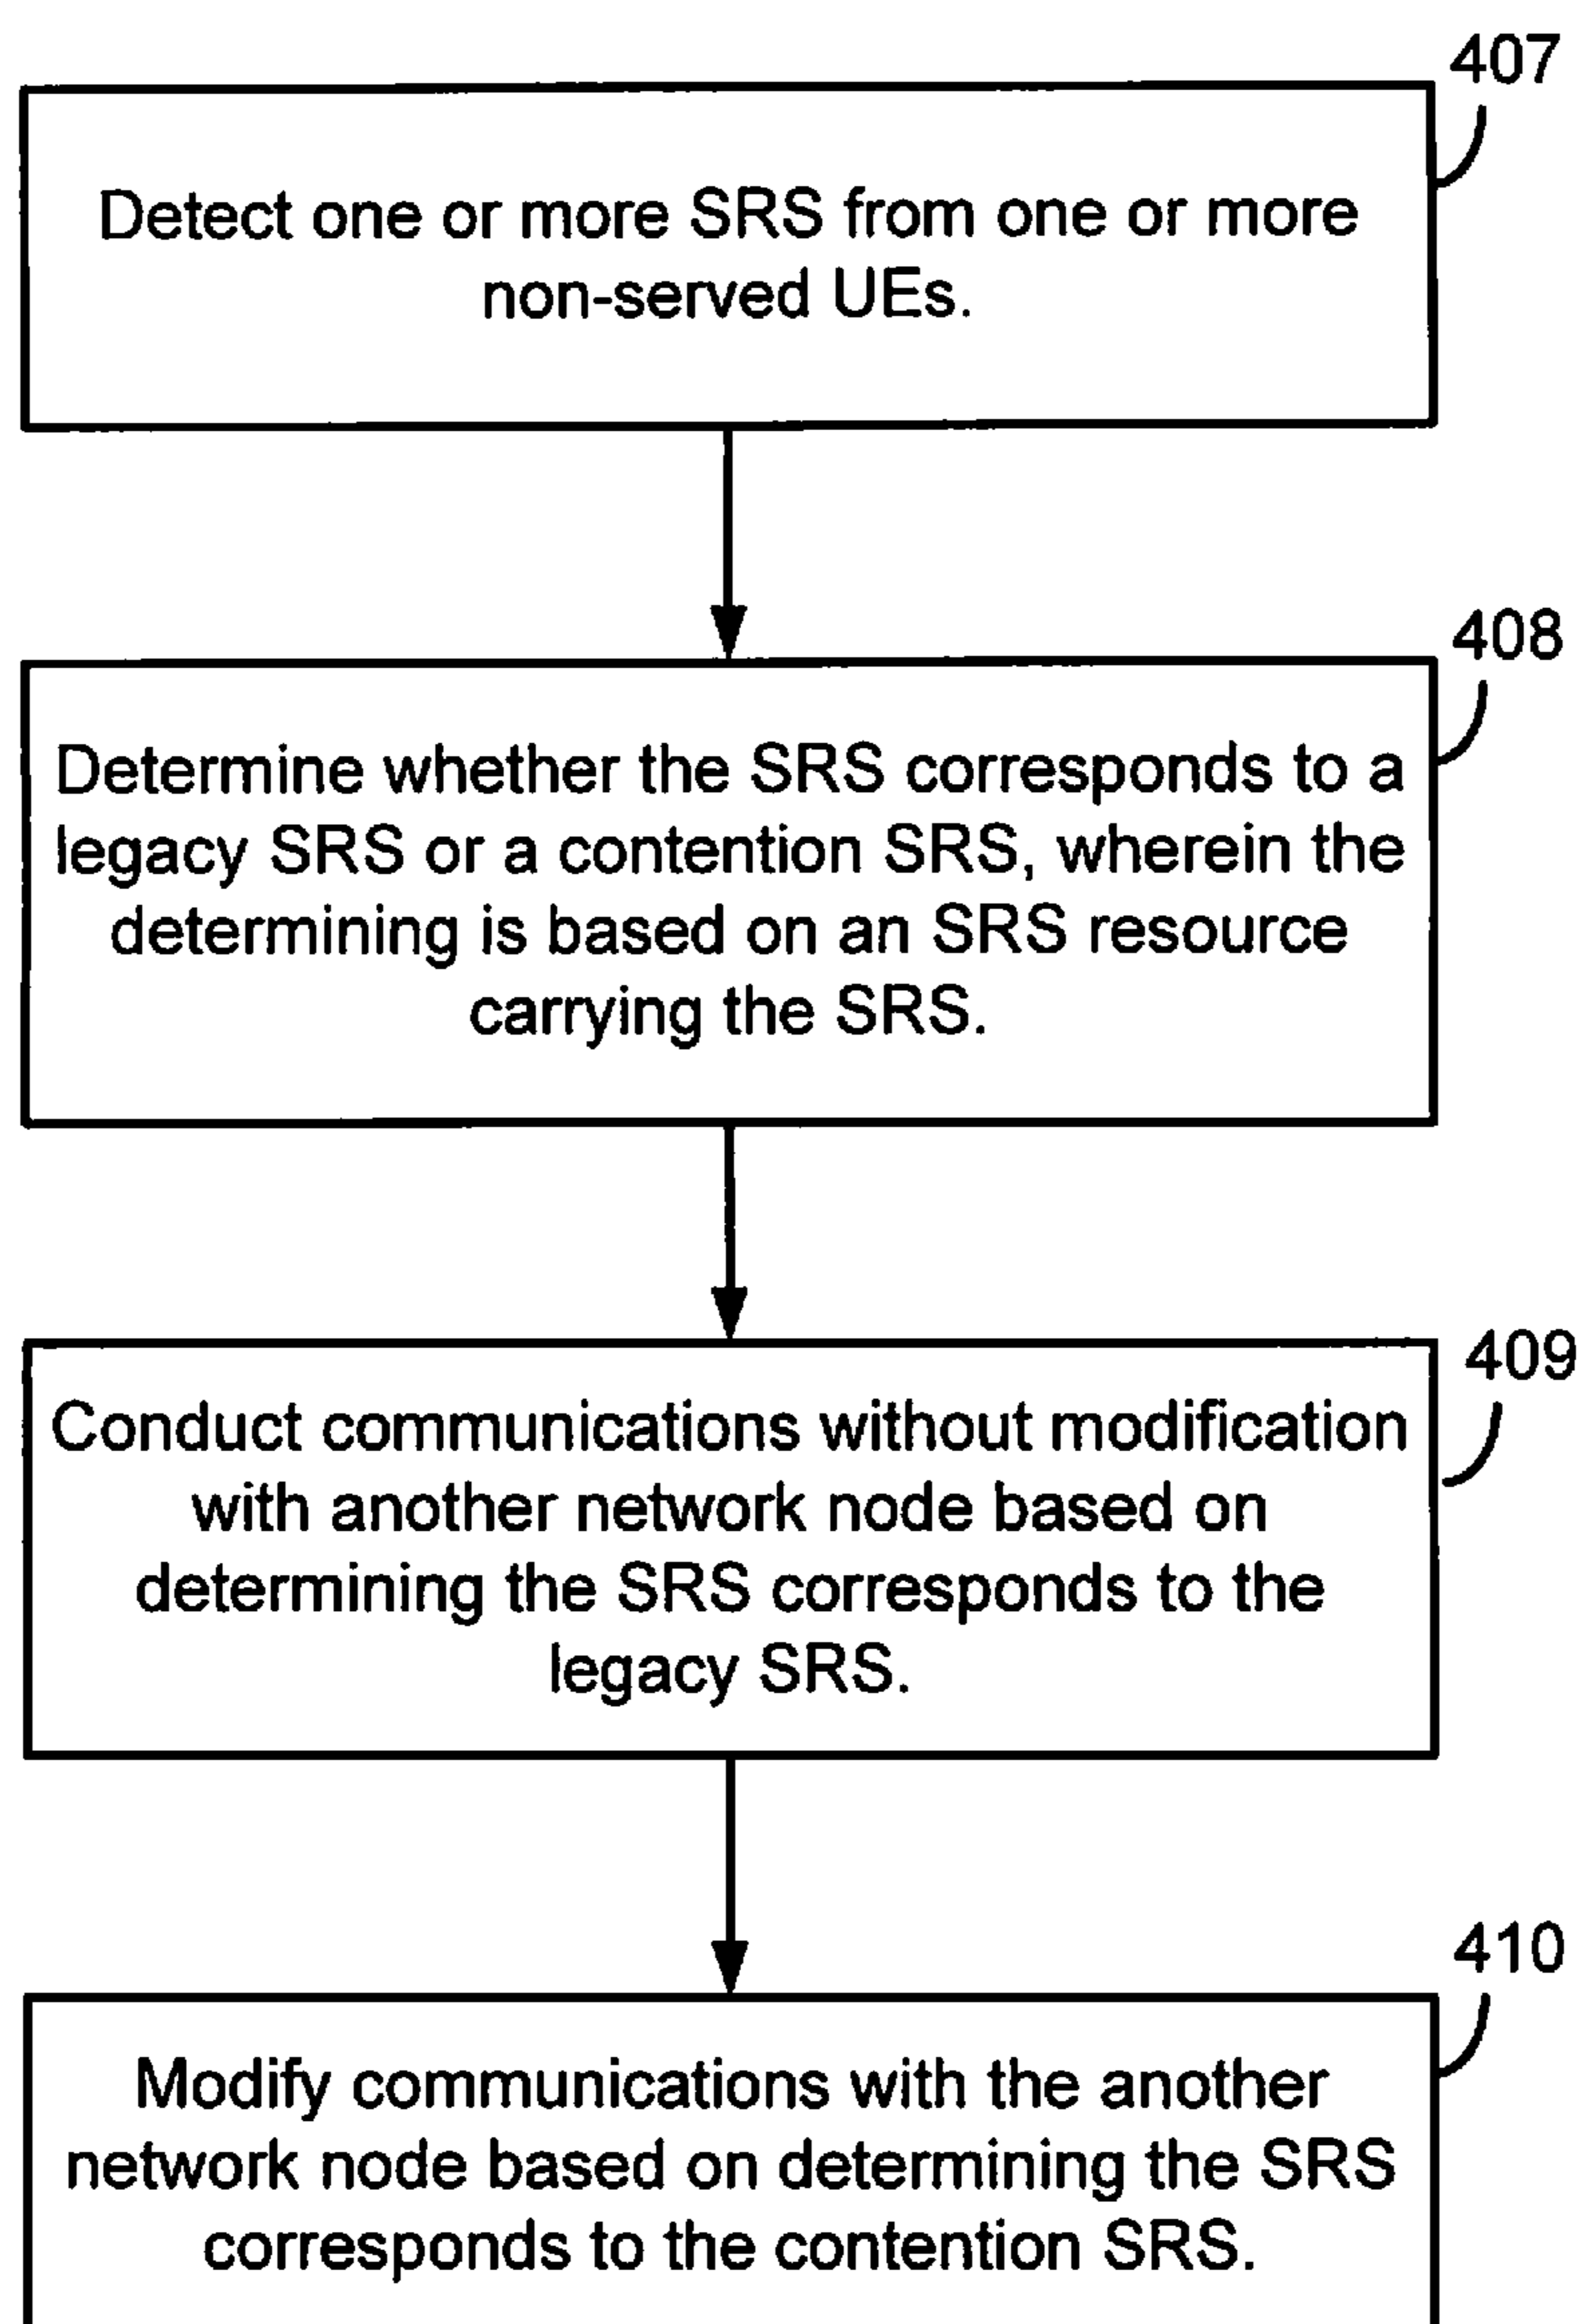 407
Detect one or more SRS from one or more
non-served UEs.
408
Determine whether the SRS corresponds to a
legacy SRS or a contention SRS, wherein the
determining is based on an SRS resource
carrying the SRS.
409
Conduct communications without modification
with another network node based on
determining the SRS corresponds to the
legacy SRS.
410
Modify communications with the another
network node based on determining the SRS
corresponds to the contention SRS.